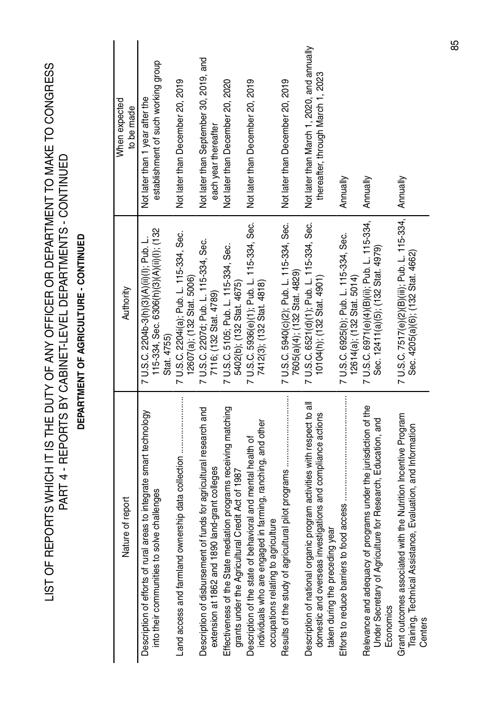 LIST OF REPORTS WHICH IT IS THE DUTY OF ANY OFFICER OR DEPARTMENT TO MAKE TO CONGRESS
PART 4 - REPORTS BY CABINET-LEVEL DEPARTMENTS - CONTINUED
DEPARTMENT OF AGRICULTURE - CONTINUED
Nature of report
Authority
When expected
to be made
Description of efforts of rural areas to integrate smart technology
into their communities to solve challenges
7 U.S.C. 2204b-3(h)(3)(A)(ii)(I); Pub. L.
115-334, Sec. 6306(h)(3)(A)(ii)(I); (132
Stat. 4755)
Not later than 1 year after the
establishment of such working group
Land access and farmland ownership data collection ....................
7 U.S.C. 2204i(a); Pub. L. 115-334, Sec.
12607(a); (132 Stat. 5006)
Not later than December 20, 2019
Description of disbursement of funds for agricultural research and
extension at 1862 and 1890 land-grant colleges
7 U.S.C. 2207d; Pub. L. 115-334, Sec.
7116; (132 Stat. 4789)
Not later than September 30, 2019, and
each year thereafter
Effectiveness of the State mediation programs receiving matching
grants under the Agricultural Credit Act of 1987
7 U.S.C. 5105; Pub. L. 115-334, Sec.
5402(b); (132 Stat. 4675)
Not later than December 20, 2020
Description of the state of behavioral and mental health of
individuals who are engaged in farming, ranching, and other
occupations relating to agriculture
7 U.S.C. 5936(e)(1); Pub. L. 115-334, Sec.
7412(3); (132 Stat. 4818)
Not later than December 20, 2019
Results of the study of agricultural pilot programs .........................
7 U.S.C. 5940(c)(2); Pub. L. 115-334, Sec.
7605(a)(4); (132 Stat. 4829)
Not later than December 20, 2019
Description of national organic program activities with respect to all
domestic and overseas investigations and compliance actions
taken during the preceding year
7 U.S.C. 6521(d)(1); Pub. L. 115-334, Sec.
10104(h); (132 Stat. 4901)
Not later than March 1, 2020, and annually
thereafter, through March 1, 2023
Efforts to reduce barriers to food access .......................................
7 U.S.C. 6925(b); Pub. L. 115-334, Sec.
12614(a); (132 Stat. 5014)
Annually
Relevance and adequacy of programs under the jurisdiction of the
Under Secretary of Agriculture for Research, Education, and
Economics
7 U.S.C. 6971(e)(4)(B)(ii); Pub. L. 115-334,
Sec. 12411(a)(5); (132 Stat. 4979)
Annually
Grant outcomes associated with the Nutrition Incentive Program
Training, Technical Assistance, Evaluation, and Information
Centers
7 U.S.C. 7517(e)(2)(B)(iii); Pub. L. 115-334,
Sec. 4205(a)(6); (132 Stat. 4662)
Annually
85